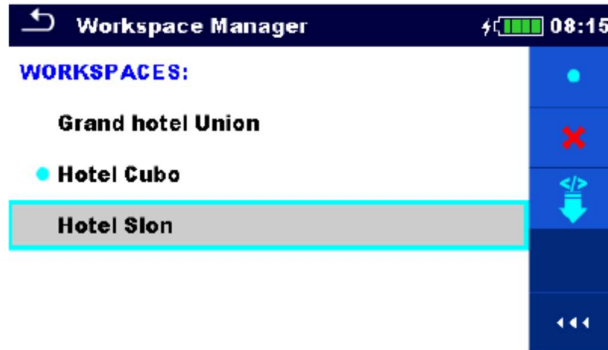 Workspace Manager 08:15
WORKSPACES:
Grand hotel Union
Hotel Cubo
Hotel Slon